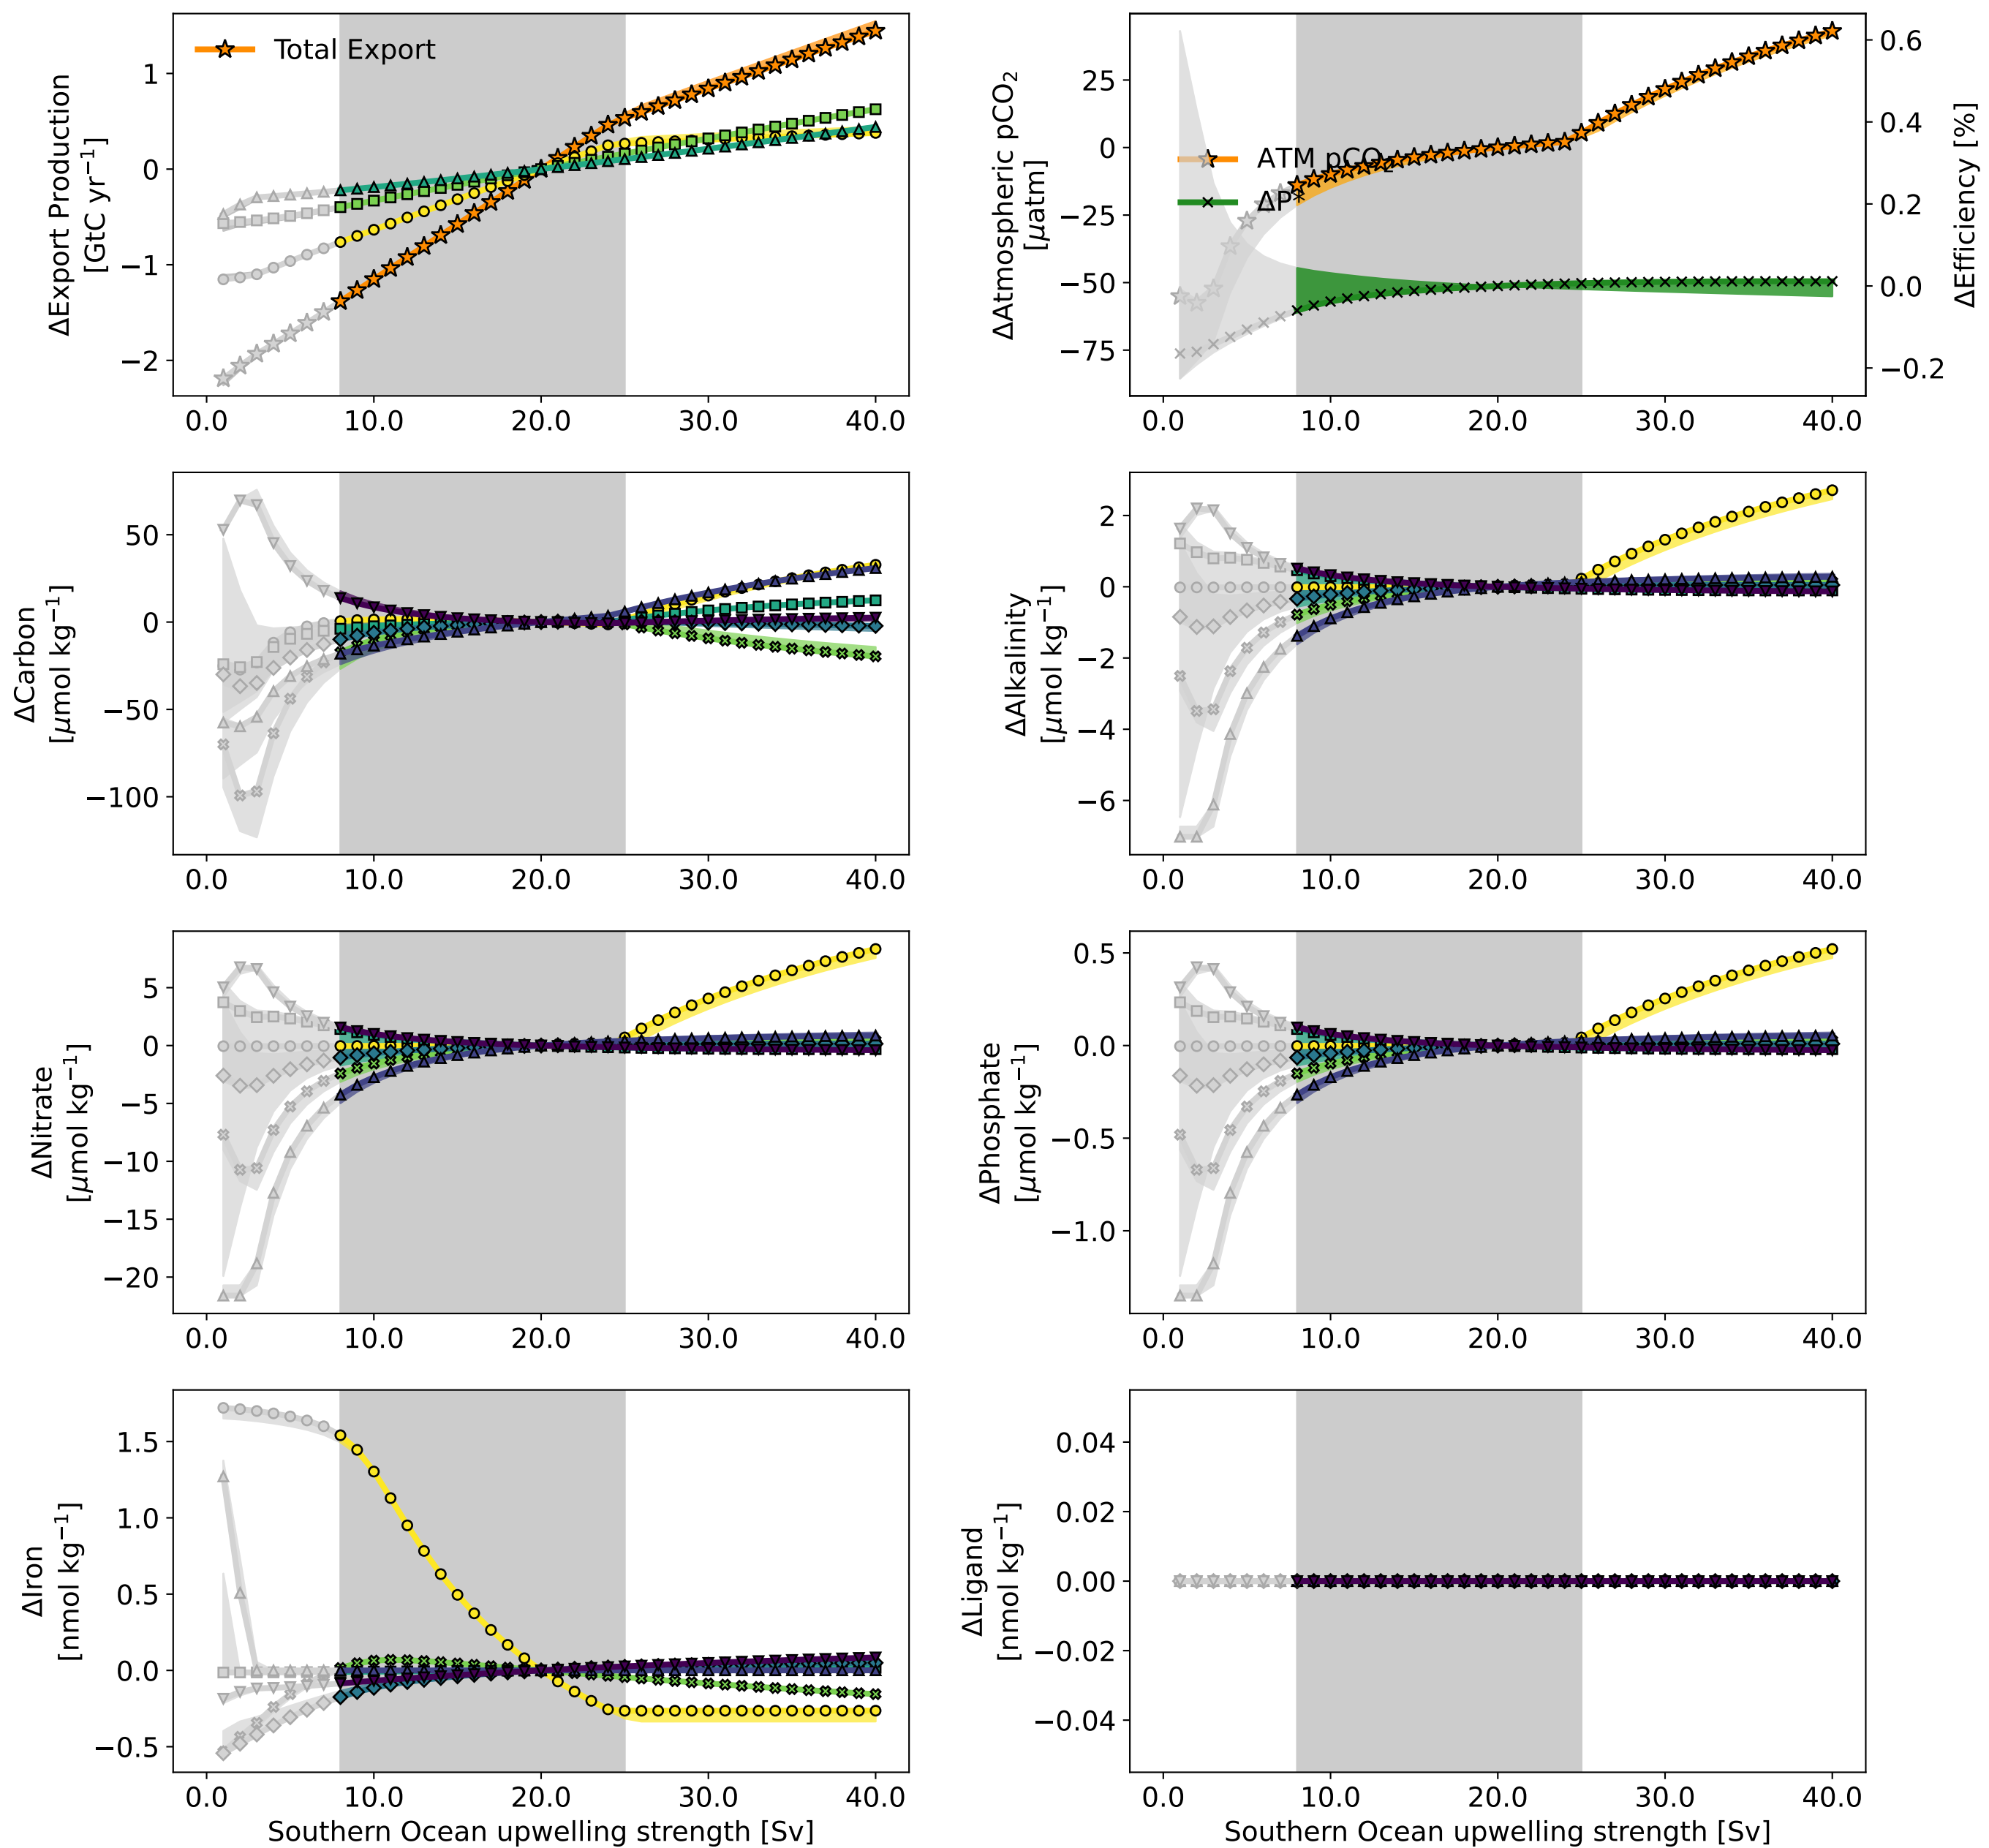 Total Export
1
0
−1
−2
ΔExport Production
[GtC yr−1]
0.0 10.0 20.0 30.0 40.0
ATM pCO2
ΔP*
25
0
−25
−50
−75
ΔAtmospheric pCO2
[μatm]
0.6
0.4
0.2
0.0
−0.2
ΔEfficiency [%]
0.0 10.0 20.0 30.0 40.0
50
0
−50
−100
ΔCarbon
[μmol kg−1]
0.0 10.0 20.0 30.0 40.0
2
0
−2
−4
−6
ΔAlkalinity
[μmol kg−1]
0.0 10.0 20.0 30.0 40.0
5
0
−5
−10
−15
−20
ΔNitrate
[μmol kg−1]
0.0 10.0 20.0 30.0 40.0
0.5
0.0
−0.5
−1.0
ΔPhosphate
[μmol kg−1]
0.0 10.0 20.0 30.0 40.0
1.5
1.0
0.5
0.0
−0.5
ΔIron
[nmol kg−1]
0.0 10.0 20.0 30.0 40.0
Southern Ocean upwelling strength [Sv]
0.04
0.02
0.00
−0.02
−0.04
ΔLigand
[nmol kg−1]
0.0 10.0 20.0 30.0 40.0
Southern Ocean upwelling strength [Sv]